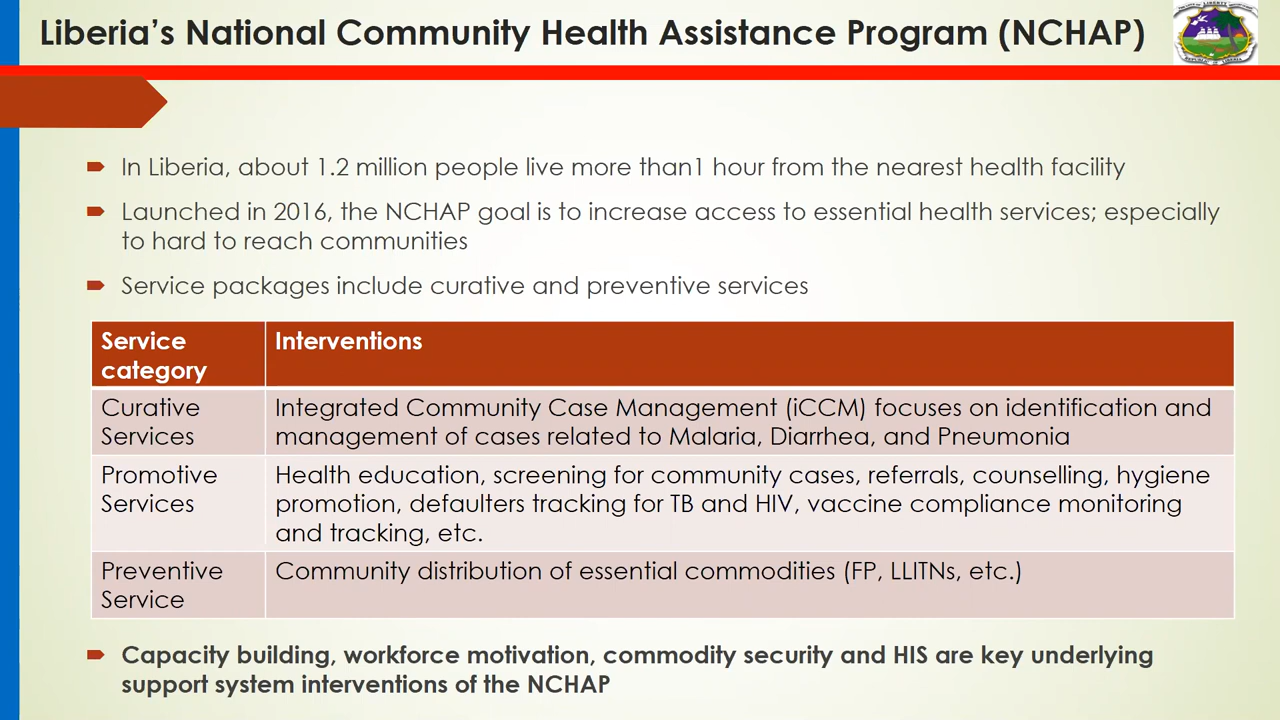 Liberia's National Community Health Assistance Program (NCHAP)
In Liberia, about 1.2 million people live more than1 hour from the nearest health facility
Launched in 2016, the NCHAP goal is to increase access to essential health services; especially
to hard to reach communities
Service packages include curative and preventive services
Service
category
Interventions
Curative
Services
Integrated Community Case Management (iCCM) focuses on identification and
management of cases related to Malaria, Diarrhea, and Pneumonia
Promotive
Services
Health education, screening for community cases, referrals, counselling, hygiene
promotion, defaulters tracking for TB and HIV, vaccine compliance monitoring
and tracking, etc.
Preventive
Service
Community distribution of essential commodities (FP, LLITNs, etc.)
Capacity building, workforce motivation, commodity security and HIS are key underlying
support system interventions of the NCHAP